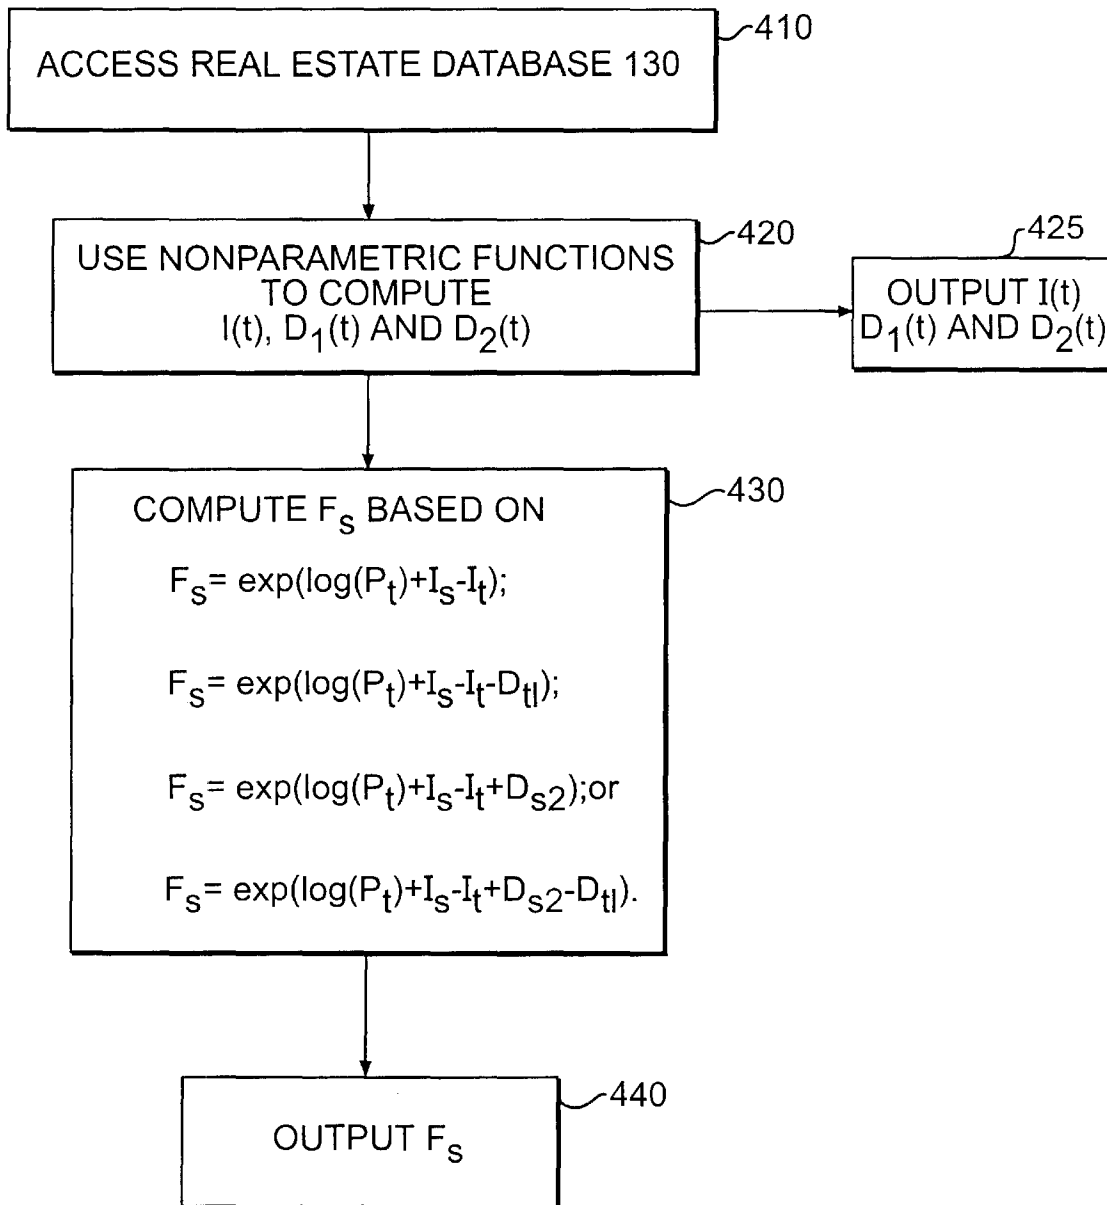 ACCESS REAL ESTATE DATABASE 130
410
USE NONPARAMETRIC FUNCTIONS
TO COMPUTE
I(t), D1(t) AND D2(t)
420
OUTPUT I(t)
D1(t) AND D2(t)
425
COMPUTE Fs BASED ON
Fs= exp(log(Pt)+Is-It);
Fs= exp(log(Pt)+Is-It-Dtl);
Fs= exp(log(Pt)+Is-It+Ds2);or
Fs= exp(log(Pt)+Is-It+Ds2-Dtl).
430
OUTPUT Fs
440